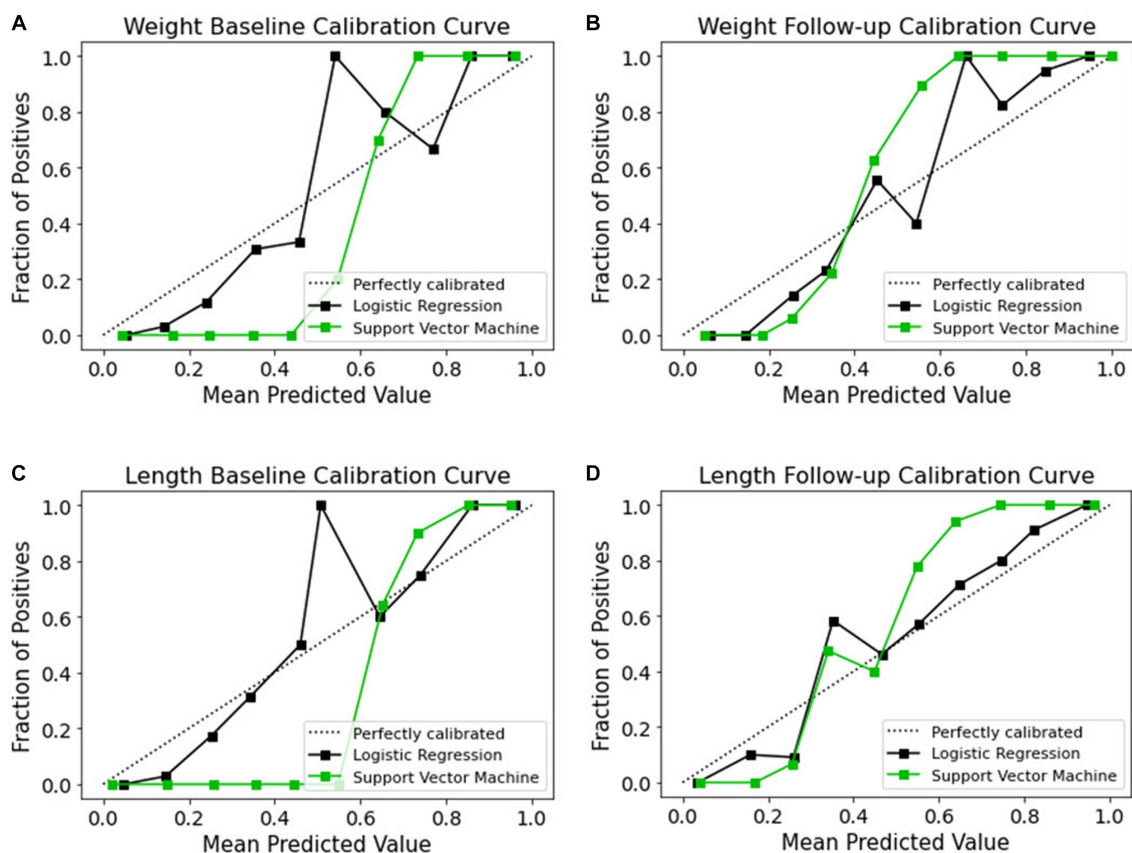 A
Weight Baseline Calibration Curve
Fraction of Positives
1.0
0.8
0.6
0.4
0.2
0.0
Perfectly calibrated
Logistic Regression
Support Vector Machine
0.0 0.2 0.4 0.6 0.8 1.0
Mean Predicted Value
B
Weight Follow-up Calibration Curve
Fraction of Positives
1.0
0.8
0.6
0.4
0.2
0.0
Perfectly calibrated
Logistic Regression
Support Vector Machine
0.0 0.2 0.4 0.6 0.8 1.0
Mean Predicted Value
C
Length Baseline Calibration Curve
Fraction of Positives
1.0
0.8
0.6
0.4
0.2
0.0
Perfectly calibrated
Logistic Regression
Support Vector Machine
0.0 0.2 0.4 0.6 0.8 1.0
Mean Predicted Value
D
Length Follow-up Calibration Curve
Fraction of Positives
1.0
0.8
0.6
0.4
0.2
0.0
Perfectly calibrated
Logistic Regression
Support Vector Machine
0.0 0.2 0.4 0.6 0.8 1.0
Mean Predicted Value